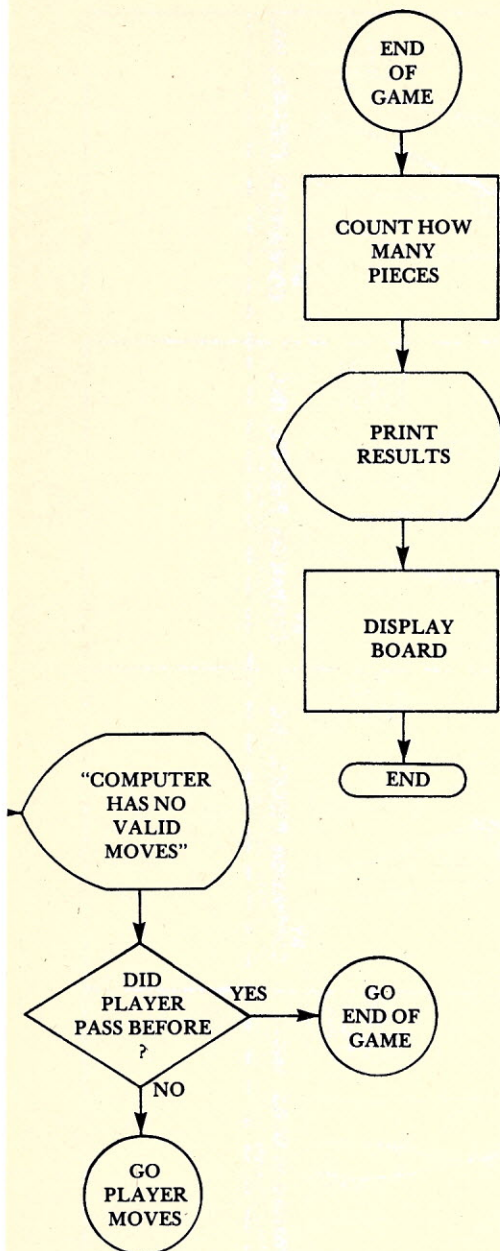 END
OF
GAME
COUNT HOW
MANY
PIECES
PRINT
RESULTS
DISPLAY
BOARD
END
“COMPUTER
HAS NO
VALID
MOVES”
DID
PLAYER
PASS BEFORE
?
YES
GO
END OF
GAME
NO
GO
PLAYER
MOVES